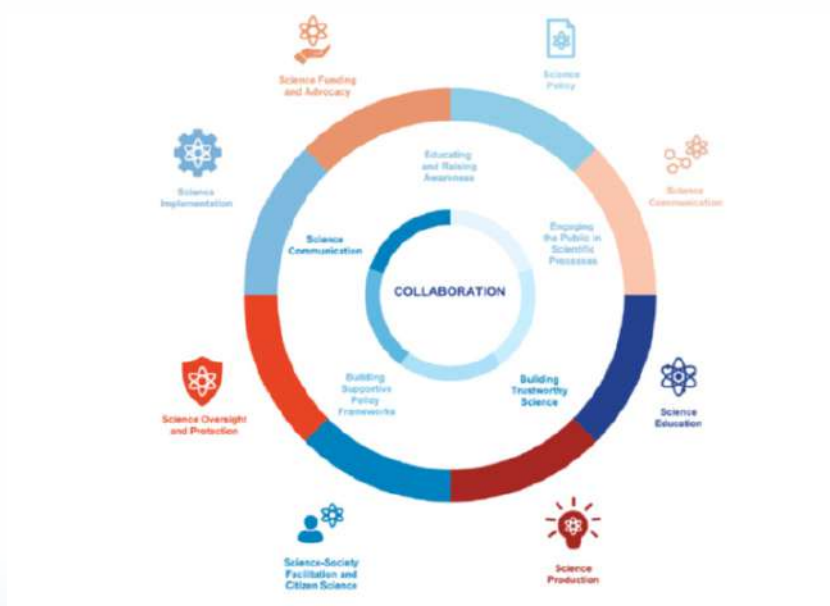 Science Funding
and Advocacy
Science
Policy
Science
Communication
Science
Education
Science
Production
Science-Society
Facilitation and
Citizen Science
Science Oversight
and Protection
Science
Implementation
Educating
and Raising
Awareness
Engaging
the Public in
Scientific
Processes
Building
Trustworthy
Science
Building
Supportive
Policy
Frameworks
Science
Communication
COLLABORATION